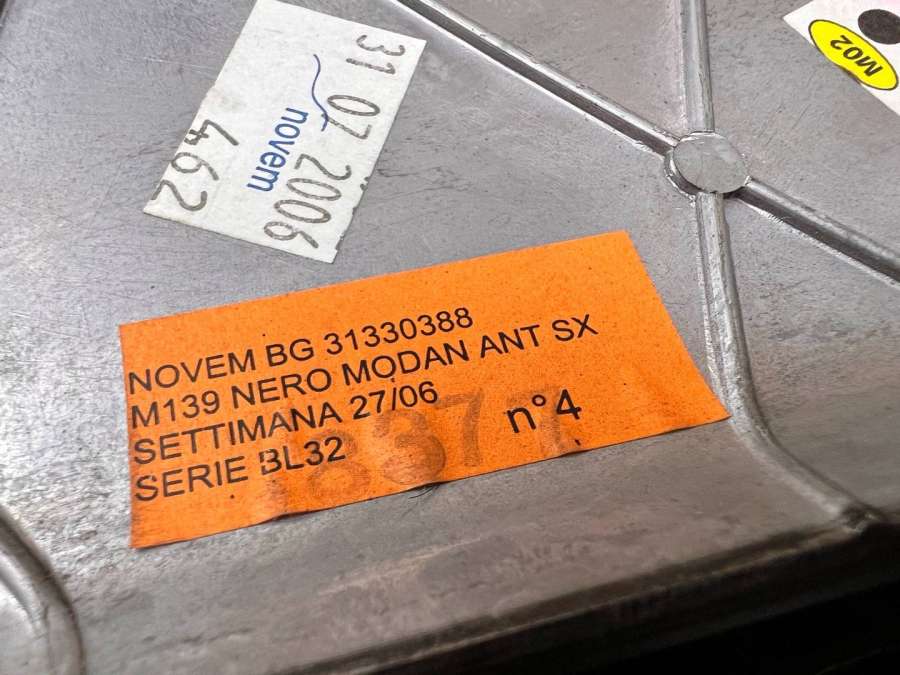 31 07 2006
novem
462
M02
NOVEM BG 31330388
M139 NERO MODAN ANT SX
SETTIMANA 27/06
SERIE BL32
n°4